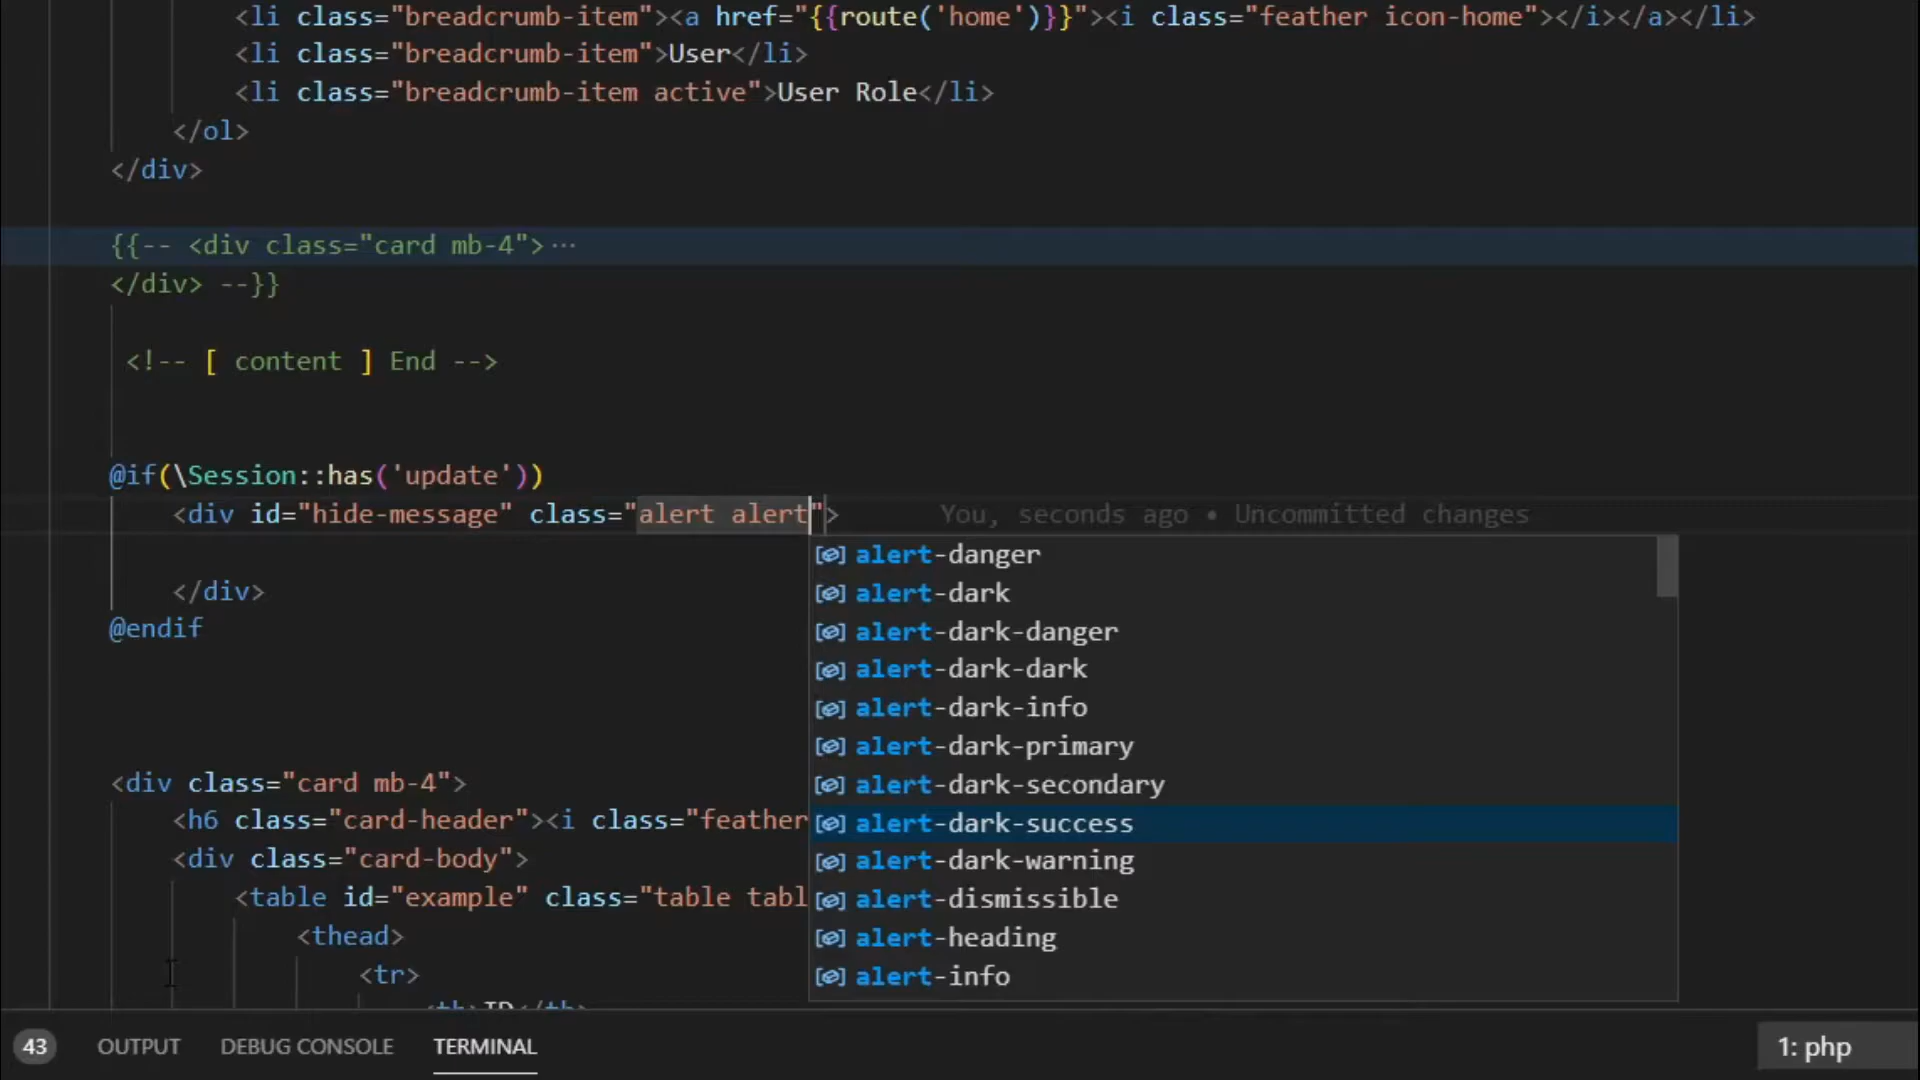 <li class="breadcrumb-item"><a href="{{route('home')}}"><i class="feather icon-home"></i></a></li>
<li class="breadcrumb-item">User</li>
<li class="breadcrumb-item active">User Role</li>
</ol>
</div>
{{-- <div class="card mb-4"> ···
</div> --}}
<!-- [ content ] End -->
@if(\Session::has('update'))
<div id="hide-message" class="alert alert"> You, seconds ago • Uncommitted changes
alert-danger
alert-dark
</div>
alert-dark-danger
@endif
alert-dark-dark
alert-dark-info
alert-dark-primary
<div class="card mb-4">
alert-dark-secondary
<h6 class="card-header"><i class="feather
alert-dark-success
<div class="card-body">
alert-dark-warning
<table id="example" class="table tabl
alert-dismissible
<thead>
alert-heading
<tr>
alert-info
<th>ID</th>
43 OUTPUT DEBUG CONSOLE TERMINAL 1: php